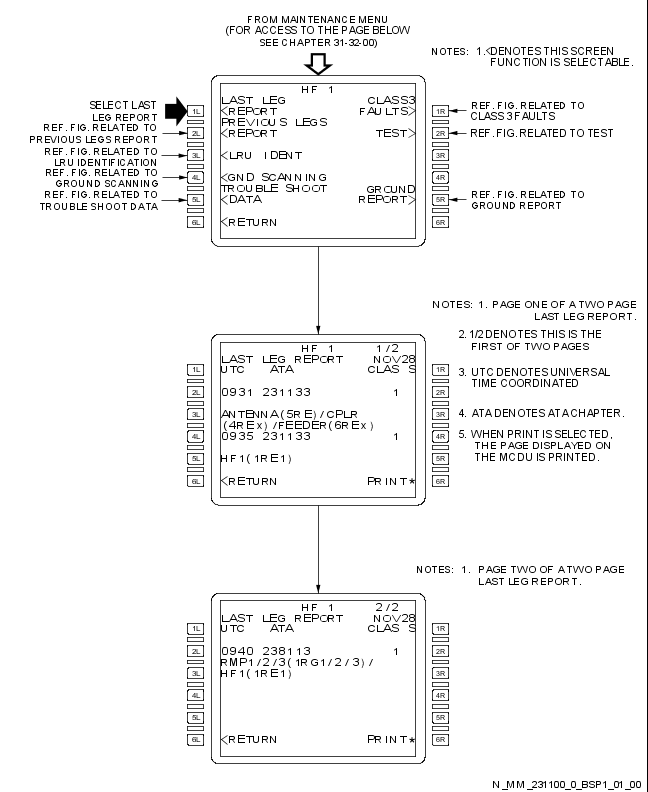 FROM MAINTENANCE MENU
(FOR ACCESS TO THE PAGE BELOW
SEE CHAPTER 31-32-00)
NOTES: 1.<DENOTES THIS SCREEN
FUNCTION IS SELECTABLE.
HF 1
LAST LEG CLASS3
<REPORT FAULTS>
PREVIOUS LEGS
<REPORT TEST>
<LRU IDENT
<GND SCANNING
TROUBLE SHOOT GROUND
<DATA REPORT>
<RETURN
SELECT LAST
LEG REPORT
REF. FIG. RELATED TO
PREVIOUS LEGS REPORT
REF. FIG. RELATED TO
LRU IDENTIFICATION
REF. FIG. RELATED TO
GROUND SCANNING
REF. FIG. RELATED TO
TROUBLE SHOOT DATA
1L
2L
3L
4L
5L
6L
1R
2R
3R
4R
5R
6R
REF. FIG. RELATED TO
CLASS 3 FAULTS
REF. FIG. RELATED TO TEST
REF. FIG. RELATED TO
GROUND REPORT
NOTES: 1. PAGE ONE OF A TWO PAGE
LAST LEG REPORT.
2. 1/2 DENOTES THIS IS THE
FIRST OF TWO PAGES
3. UTC DENOTES UNIVERSAL
TIME COORDINATED
4. ATA DENOTES ATA CHAPTER.
5. WHEN PRINT IS SELECTED,
THE PAGE DISPLAYED ON
THE MCDU IS PRINTED.
HF 1 1/2
LAST LEG REPORT NOV28
UTC ATA CLAS S
0931 231133 1
ANTENNA(5RE)/CPLR
(4REx)/FEEDER(6REx)
0935 231133 1
HF1(1RE1)
<RETURN PRINT*
1L
2L
3L
4L
5L
6L
1R
2R
3R
4R
5R
6R
NOTES: 1. PAGE TWO OF A TWO PAGE
LAST LEG REPORT.
HF 1 2/2
LAST LEG REPORT NOV28
UTC ATA CLAS S
0940 238113 1
RMP1/2/3(1RG1/2/3)/
HF1(1RE1)
<RETURN PRINT*
1L
2L
3L
4L
5L
6L
1R
2R
3R
4R
5R
6R
N_MM_231100_0_BSP1_01_00